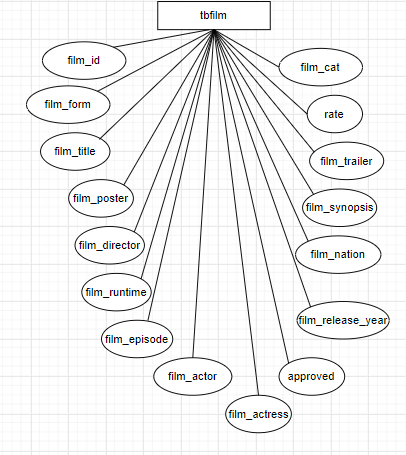 tbfilm
film_id
film_cat
film_form
rate
film_title
film_trailer
film_poster
film_synopsis
film_director
film_nation
film_runtime
film_release_year
film_episode
film_actor
approved
film_actress